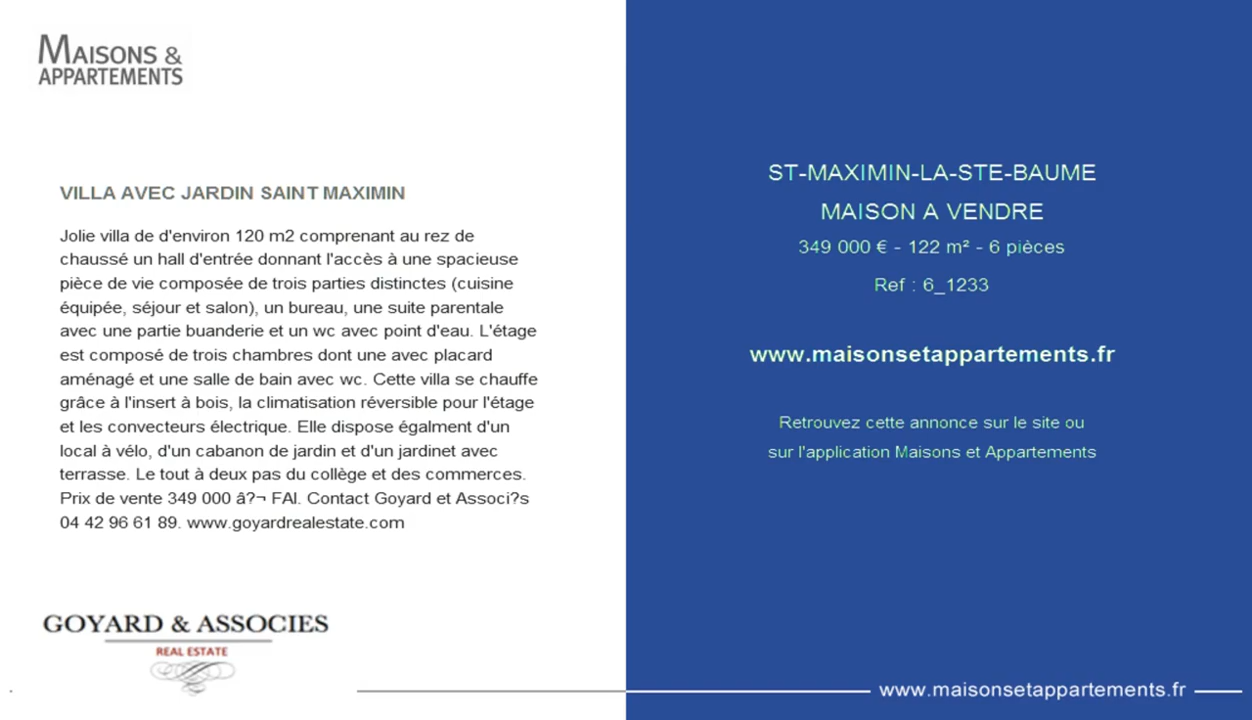 MAISONS &
APPARTEMENTS
VILLA AVEC JARDIN SAINT MAXIMIN
Jolie villa de d'environ 120 m2 comprenant au rez de
chaussé un hall d'entrée donnant l'accès à une spacieuse
pièce de vie composée de trois parties distinctes (cuisine
équipée, séjour et salon), un bureau, une suite parentale
avec une partie buanderie et un wc avec point d'eau. L'étage
est composé de trois chambres dont une avec placard
aménagé et une salle de bain avec wc. Cette villa se chauffe
grâce à l'insert à bois, la climatisation réversible pour l'étage
et les convecteurs électrique. Elle dispose égalment d'un
local à vélo, d'un cabanon de jardin et d'un jardinet avec
terrasse. Le tout à deux pas du collège et des commerces.
Prix de vente 349 000 â?¬ FAI. Contact Goyard et Associ?s
04 42 96 61 89. www.goyardrealestate.com
GOYARD & ASSOCIES
REAL ESTATE
ST-MAXIMIN-LA-STE-BAUME
MAISON A VENDRE
349 000 € - 122 m² - 6 pièces
Ref : 6_1233
www.maisonsetappartements.fr
Retrouvez cette annonce sur le site ou
sur l'application Maisons et Appartements
www.maisonsetappartements.fr